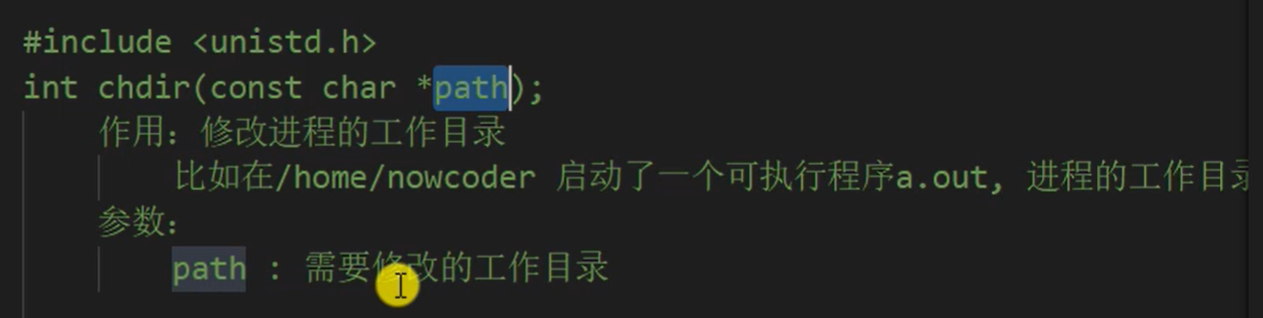 #include <unistd.h>
int chdir(const char *path);
作用：修改进程的工作目录
比如在/home/nowcoder 启动了一个可执行程序a.out, 进程的工作目录
参数：
path : 需要修改的工作目录